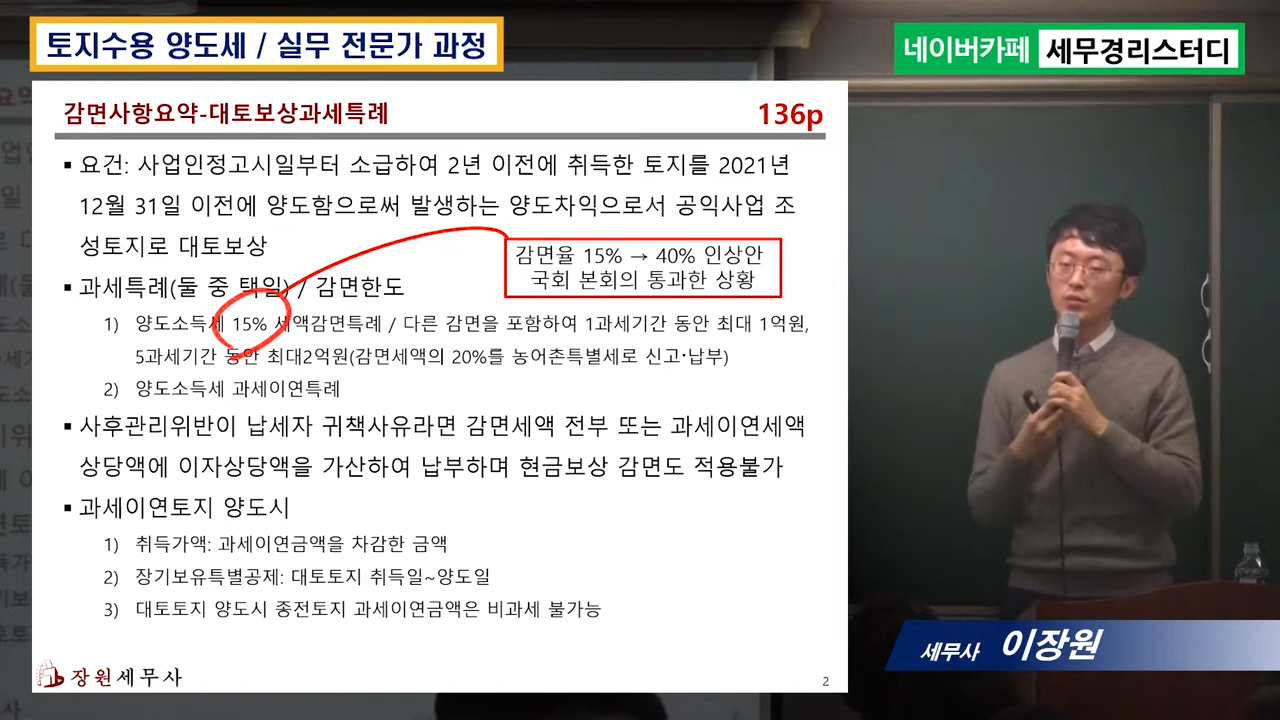 토지수용 양도세 / 실무 전문가 과정
네이버카페 세무경리스터디
감면사항요약-대토보상과세특례
136p
▪ 요건: 사업인정고시일부터 소급하여 2년 이전에 취득한 토지를 2021년
12월 31일 이전에 양도함으로써 발생하는 양도차익으로서 공익사업 조
성토지로 대토보상
감면율 15% → 40% 인상안
국회 본회의 통과한 상황
▪ 과세특례(둘 중 택일) / 감면한도
1) 양도소득세 15% 세액감면특례 / 다른 감면을 포함하여 1과세기간 동안 최대 1억원,
5과세기간 동안 최대2억원(감면세액의 20%를 농어촌특별세로 신고·납부)
2) 양도소득세 과세이연특례
▪ 사후관리위반이 납세자 귀책사유라면 감면세액 전부 또는 과세이연세액
상당액에 이자상당액을 가산하여 납부하며 현금보상 감면도 적용불가
▪ 과세이연토지 양도시
1) 취득가액: 과세이연금액을 차감한 금액
2) 장기보유특별공제: 대토토지 취득일~양도일
3) 대토토지 양도시 종전토지 과세이연금액은 비과세 불가능
장원세무사
2
세무사 이장원